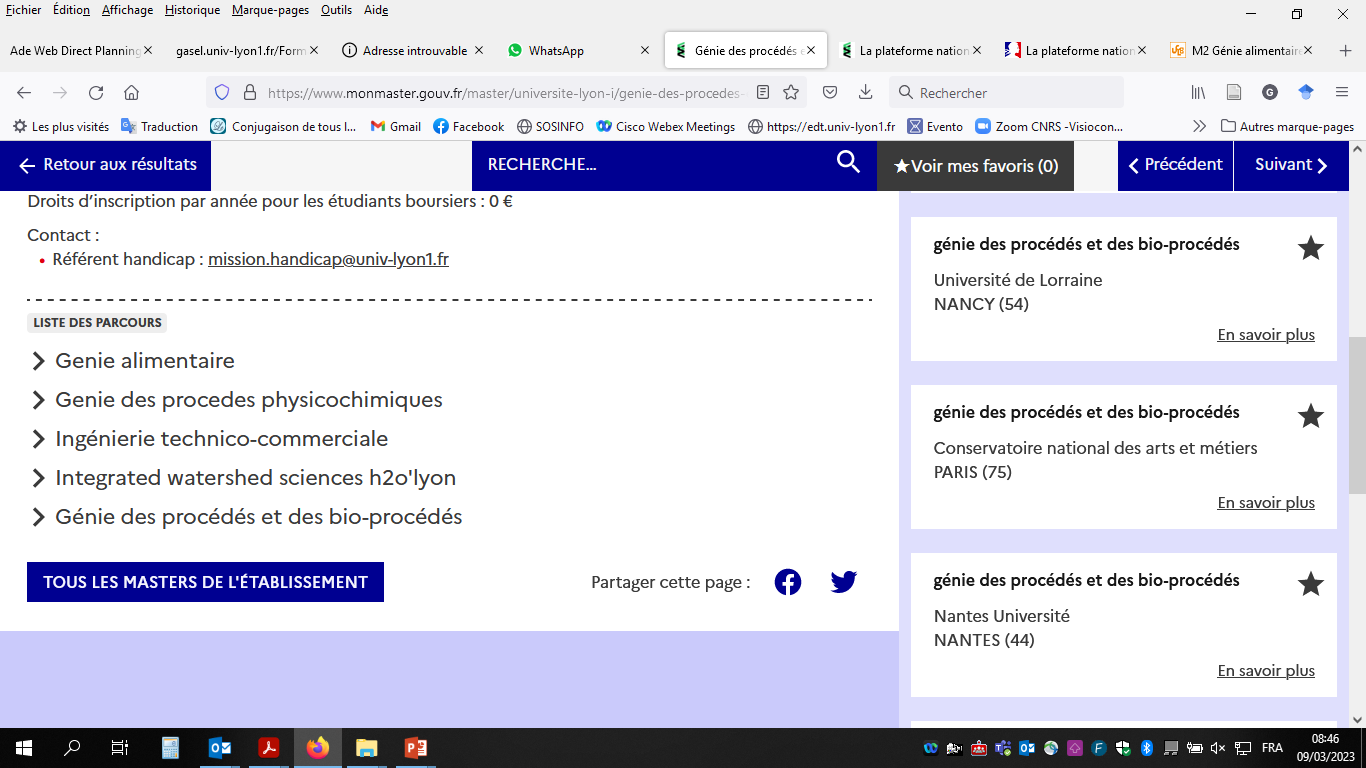 Fichier Édition Affichage Historique Marque-pages Outils Aide
Ade Web Direct Planning
gasel.univ-lyon1.fr/Form
Adresse introuvable
WhatsApp
Génie des procédés e
La plateforme nation
La plateforme nation
M2 Génie alimentaire
https://www.monmaster.gouv.fr/master/universite-lyon-i/genie-des-procedes-
Rechercher
Les plus visités
Traduction
Conjugaison de tous l...
Gmail
Facebook
SOSINFO
Cisco Webex Meetings
https://edt.univ-lyon1.fr
Evento
Zoom CNRS -Visiocon...
Autres marque-pages
Retour aux résultats
RECHERCHE...
Voir mes favoris (0)
Précédent
Suivant
Droits d'inscription par année pour les étudiants boursiers : 0 €
Contact :
Référent handicap : mission.handicap@univ-lyon1.fr
LISTE DES PARCOURS
Genie alimentaire
Genie des procedes physicochimiques
Ingénierie technico-commerciale
Integrated watershed sciences h2o'lyon
Génie des procédés et des bio-procédés
TOUS LES MASTERS DE L'ÉTABLISSEMENT
Partager cette page :
génie des procédés et des bio-procédés
Université de Lorraine
NANCY (54)
En savoir plus
génie des procédés et des bio-procédés
Conservatoire national des arts et métiers
PARIS (75)
En savoir plus
génie des procédés et des bio-procédés
Nantes Université
NANTES (44)
En savoir plus
FRA
08:46
09/03/2023